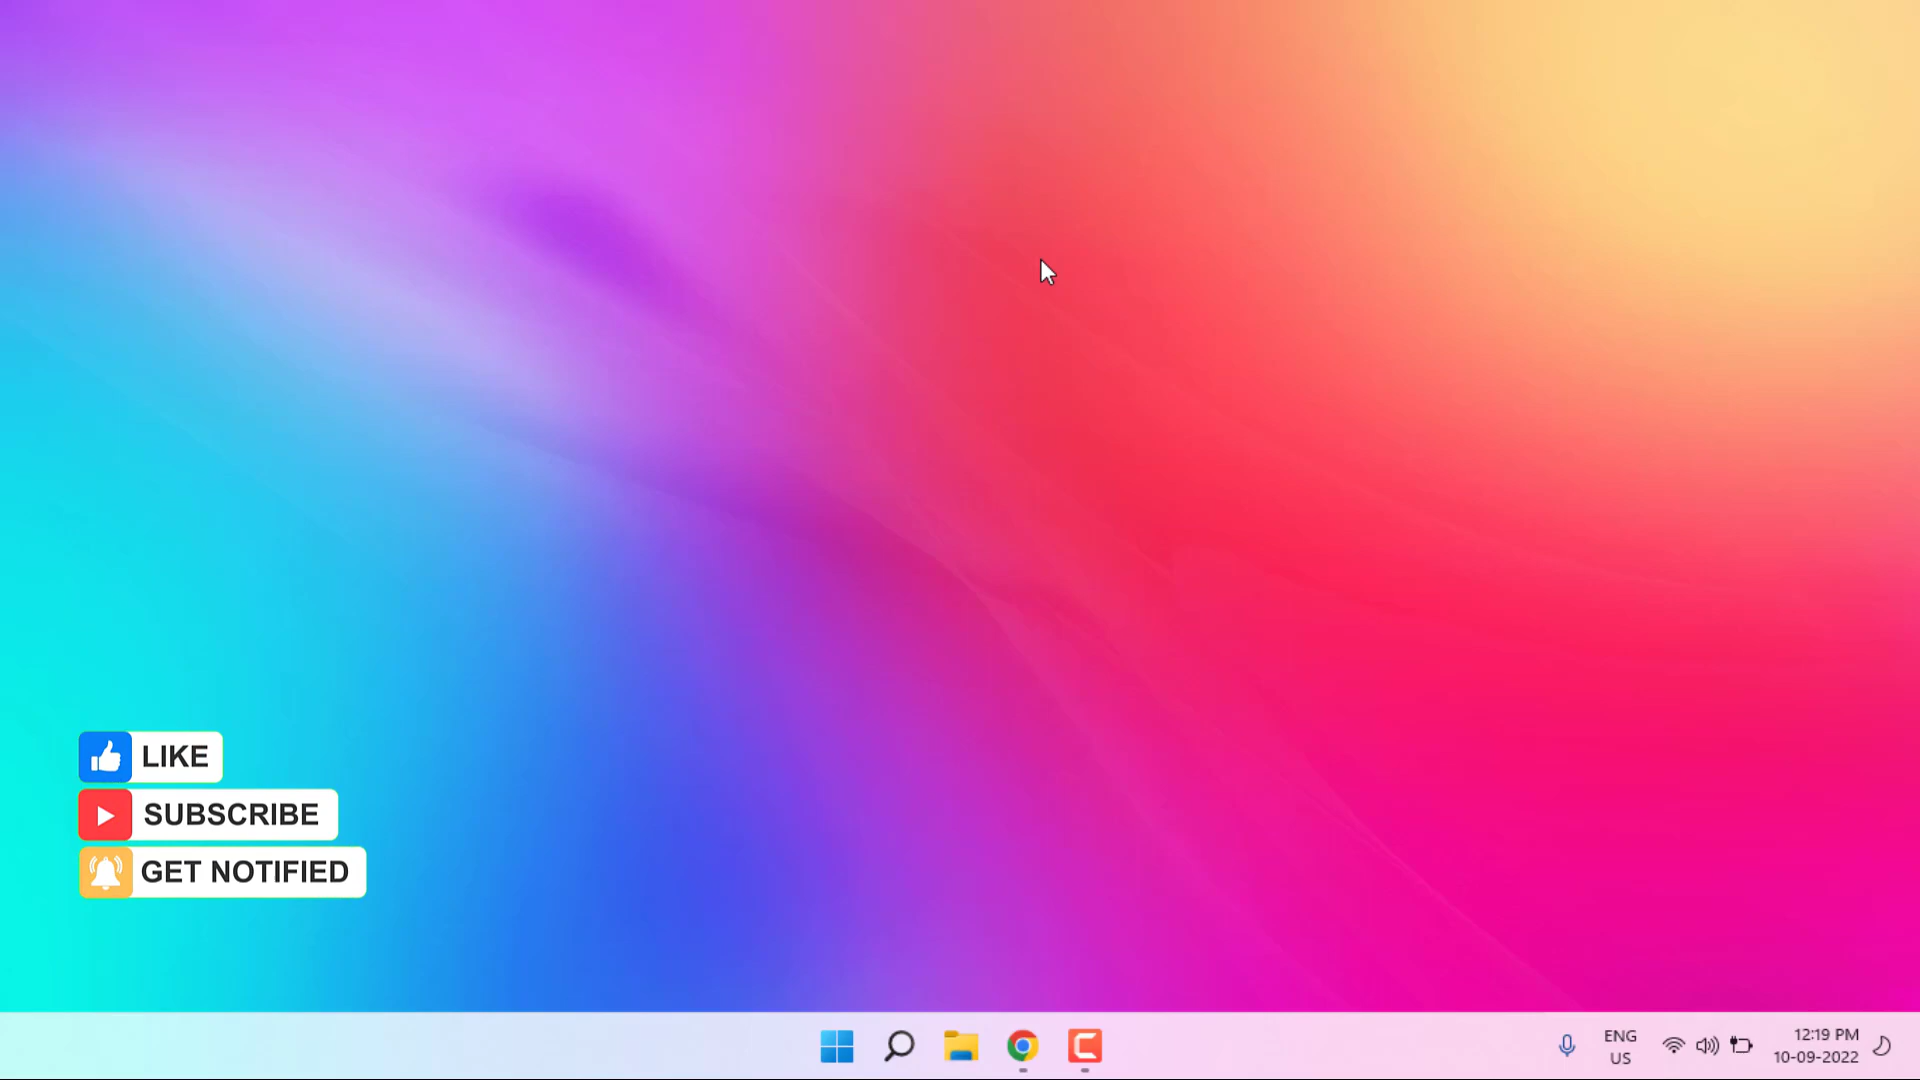 LIKE
SUBSCRIBE
GET NOTIFIED
ENG
US
12:19 PM
10-09-2022